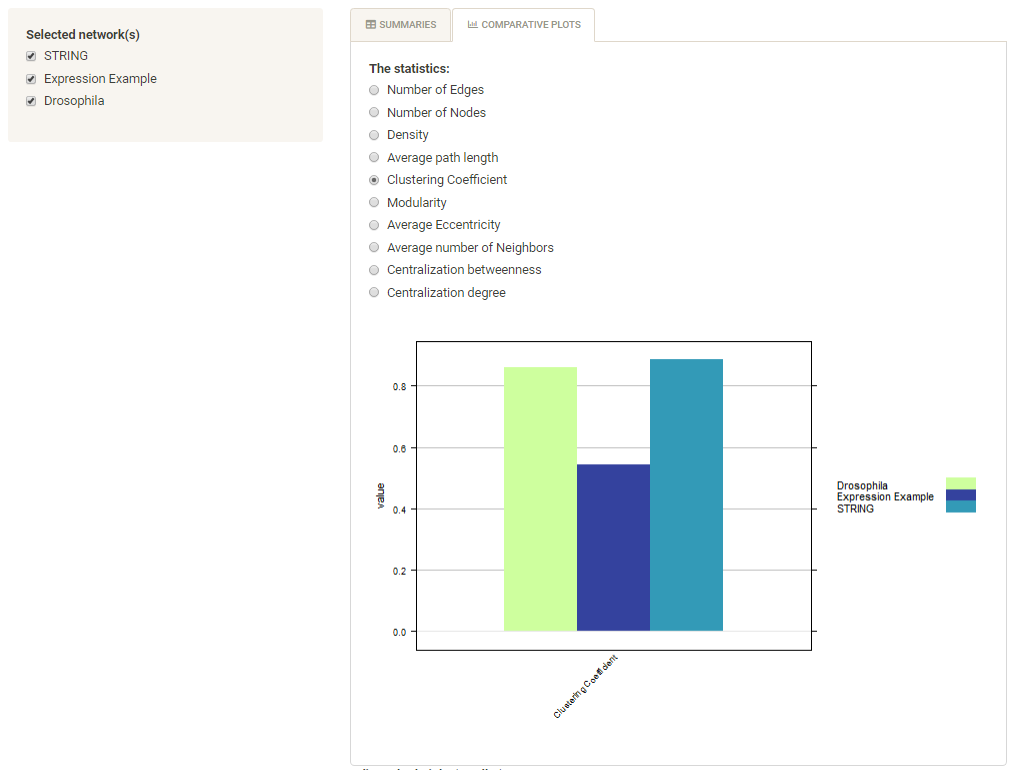 Selected network(s)
STRING
Expression Example
Drosophila
SUMMARIES
COMPARATIVE PLOTS
The statistics:
Number of Edges
Number of Nodes
Density
Average path length
Clustering Coefficient
Modularity
Average Eccentricity
Average number of Neighbors
Centralization betweenness
Centralization degree
0.8
0.6
0.4
0.2
0.0
value
Clustering Coefficient
Drosophila
Expression Example
STRING